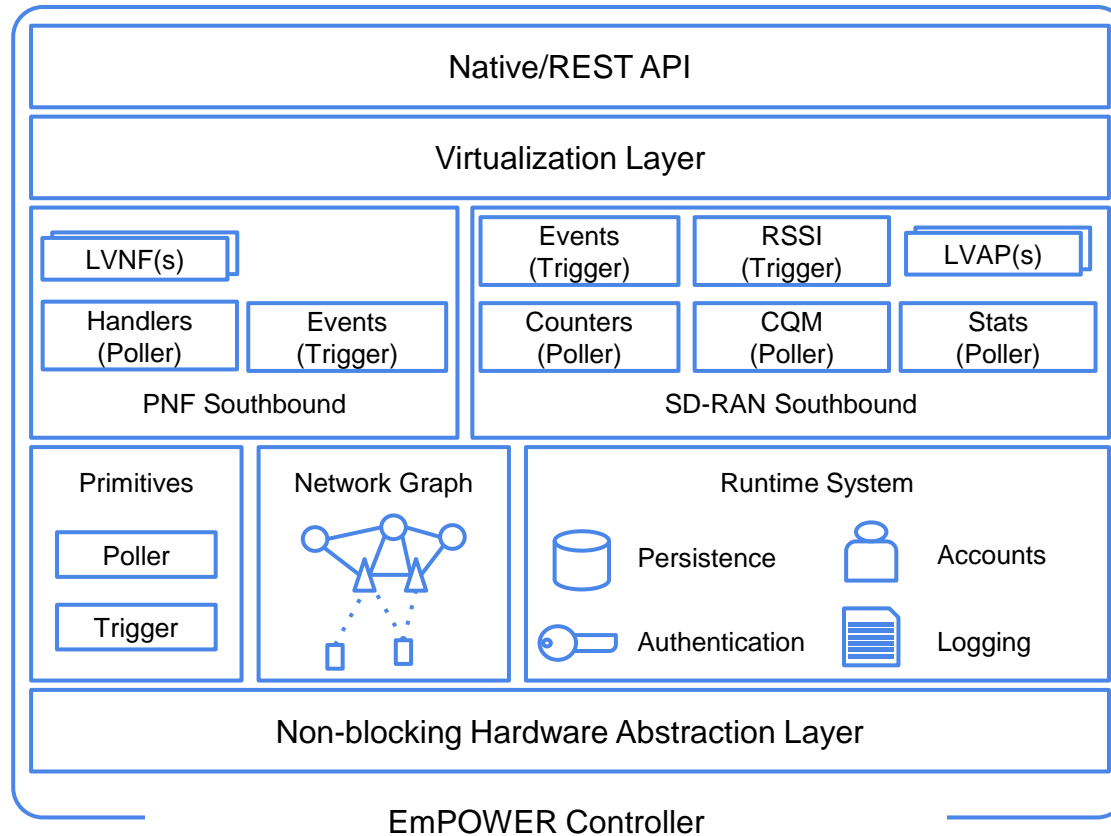 Native/REST API
Virtualization Layer
LVNF(s)
Handlers
(Poller)
Events
(Trigger)
PNF Southbound
Events
(Trigger)
RSSI
(Trigger)
LVAP(s)
Counters
(Poller)
CQM
(Poller)
Stats
(Poller)
SD-RAN Southbound
Primitives
Poller
Trigger
Network Graph
Runtime System
Persistence
Accounts
Authentication
Logging
Non-blocking Hardware Abstraction Layer
EmPOWER Controller